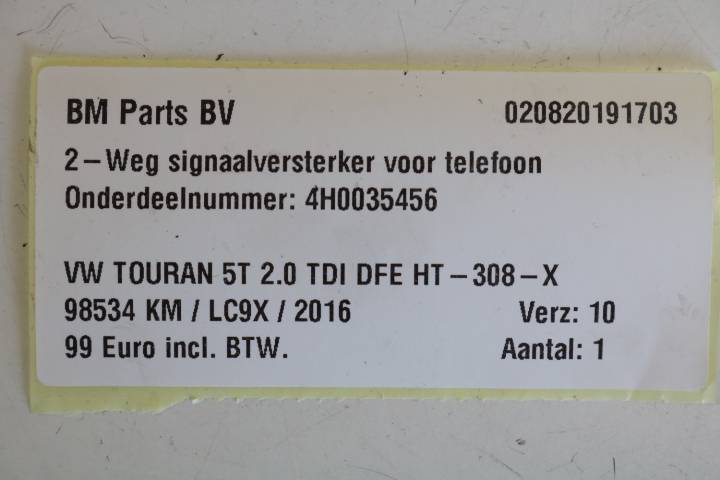 BM Parts BV 020820191703
2-Weg signaalversterker voor telefoon
Onderdeelnummer: 4H0035456
VW TOURAN 5T 2.0 TDI DFE HT-308-X
98534 KM / LC9X / 2016 Verz: 10
99 Euro incl. BTW. Aantal: 1